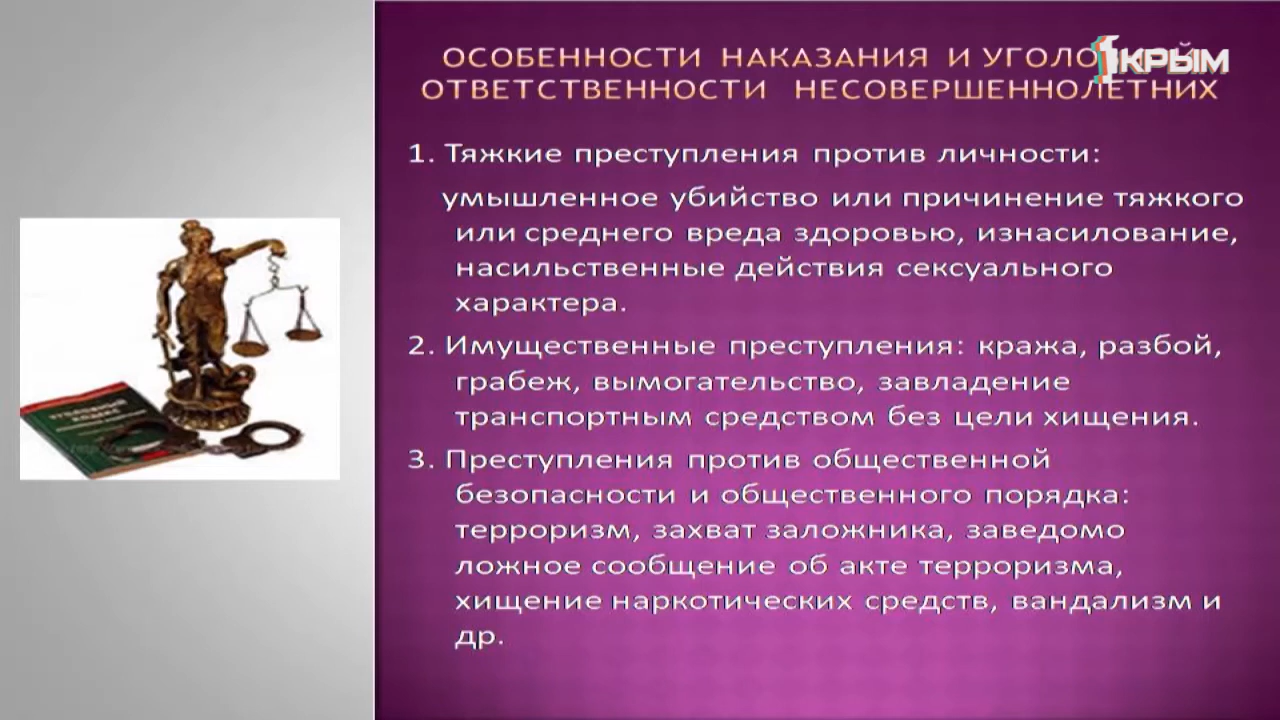 ОСОБЕННОСТИ НАКАЗАНИЯ И
1КРЫМ
ОТВЕТСТВЕННОСТИ НЕСОВЕРШЕННОЛЕТНИХ
1. Тяжкие преступления против личности:
умышленное убийство или причинение тяжкого
или среднего вреда здоровью, изнасилование,
насильственные действия сексуального
характера.
2. Имущественные преступления: кража, разбой,
грабеж, вымогательство, завладение
транспортным средством без цели хищения.
3. Преступления против общественной
безопасности и общественного порядка:
терроризм, захват заложника, заведомо
ложное сообщение об акте терроризма,
хищение наркотических средств, вандализм и
др.
УГОЛОВНЫЙ
КОДЕКС